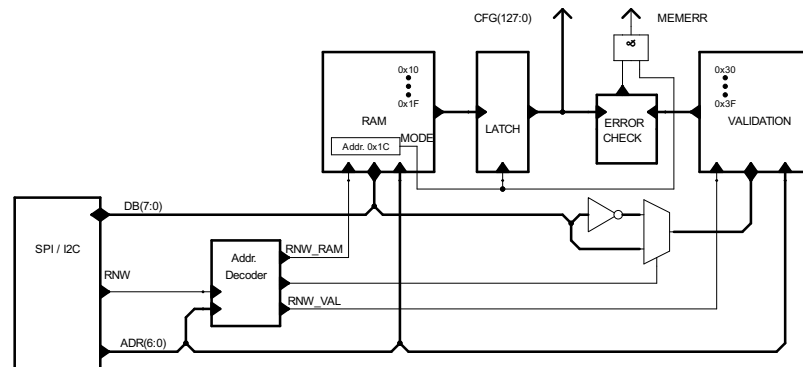 CFG(127:0)
MEMERR
&
0x10
0x1F
RAM
MODE
Addr. 0x1C
LATCH
ERROR
CHECK
0x30
0x3F
VALIDATION
DB(7:0)
SPI / I2C
Addr.
Decoder
RNW_RAM
RNW
RNW_VAL
ADR(6:0)